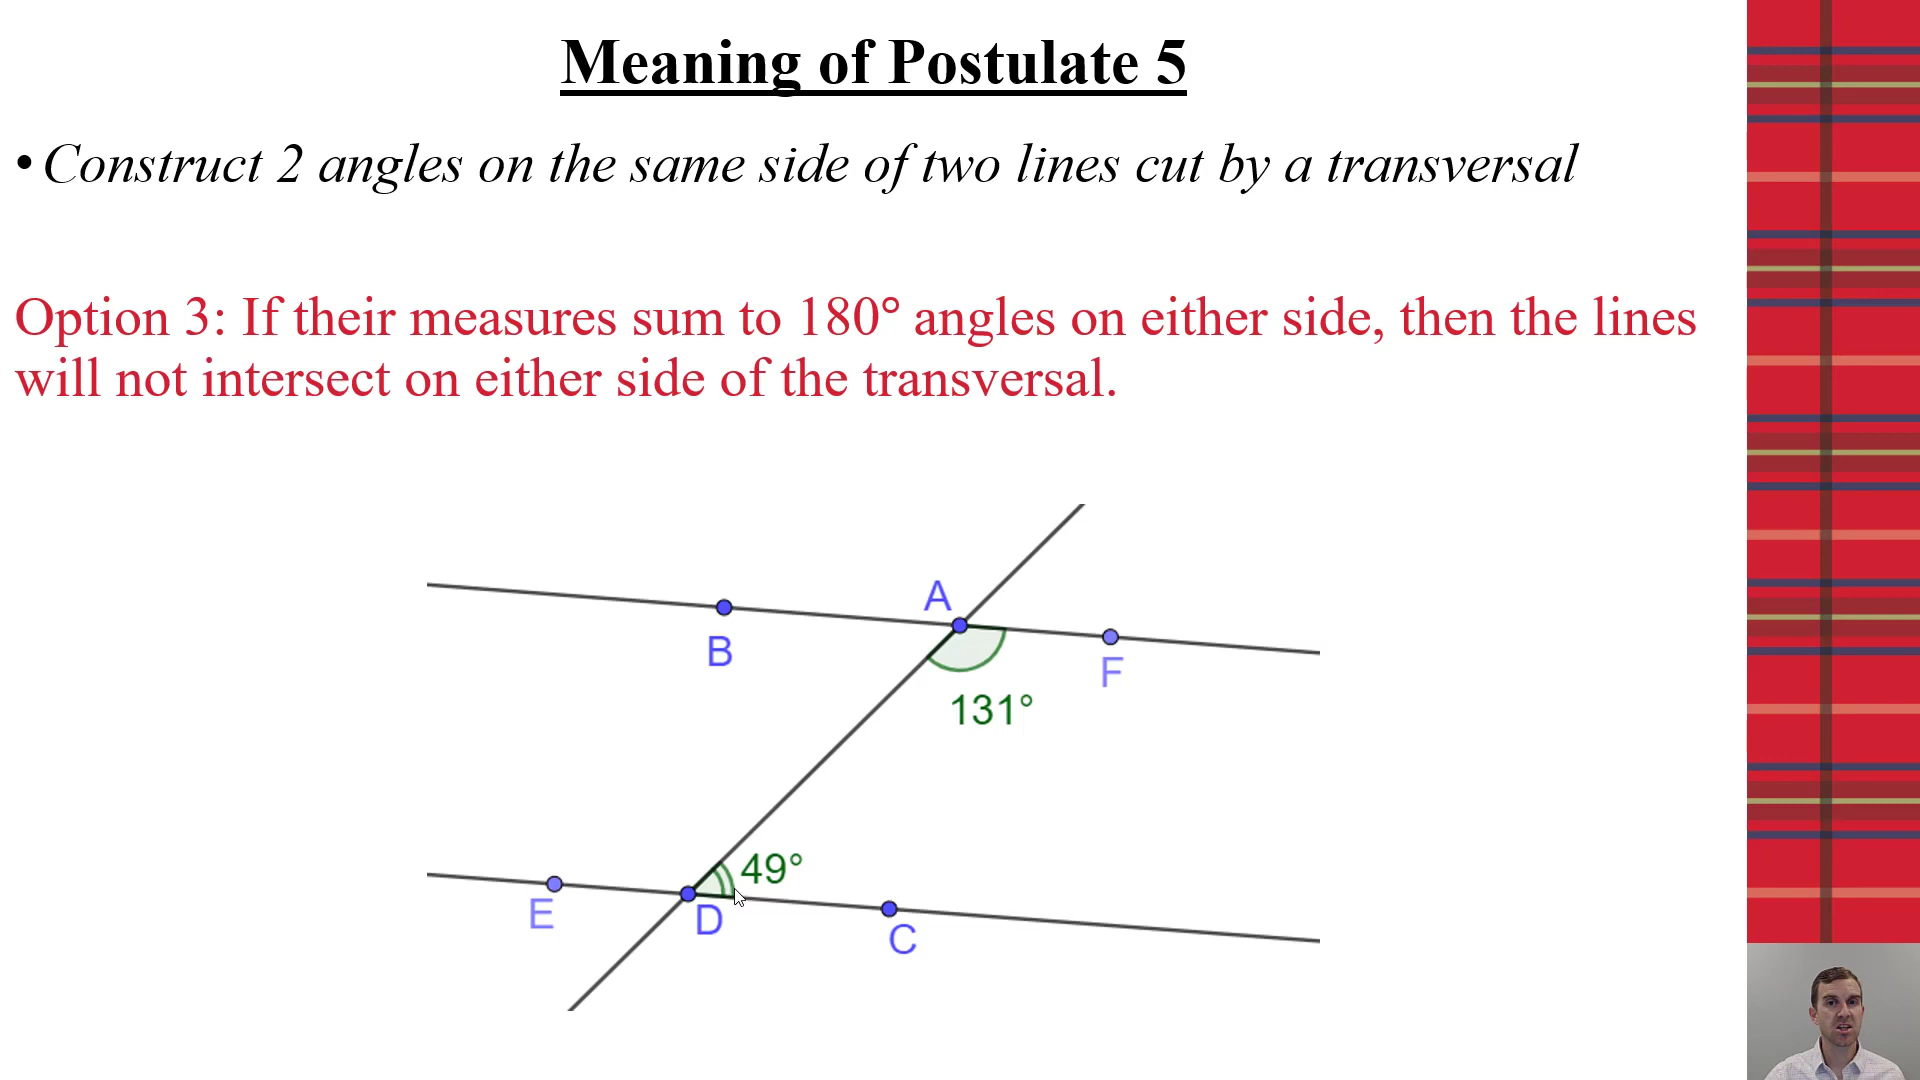 Meaning of Postulate 5
• Construct 2 angles on the same side of two lines cut by a transversal
Option 3: If their measures sum to 180° angles on either side, then the lines
will not intersect on either side of the transversal.
A
B
F
131°
49°
E
D
C